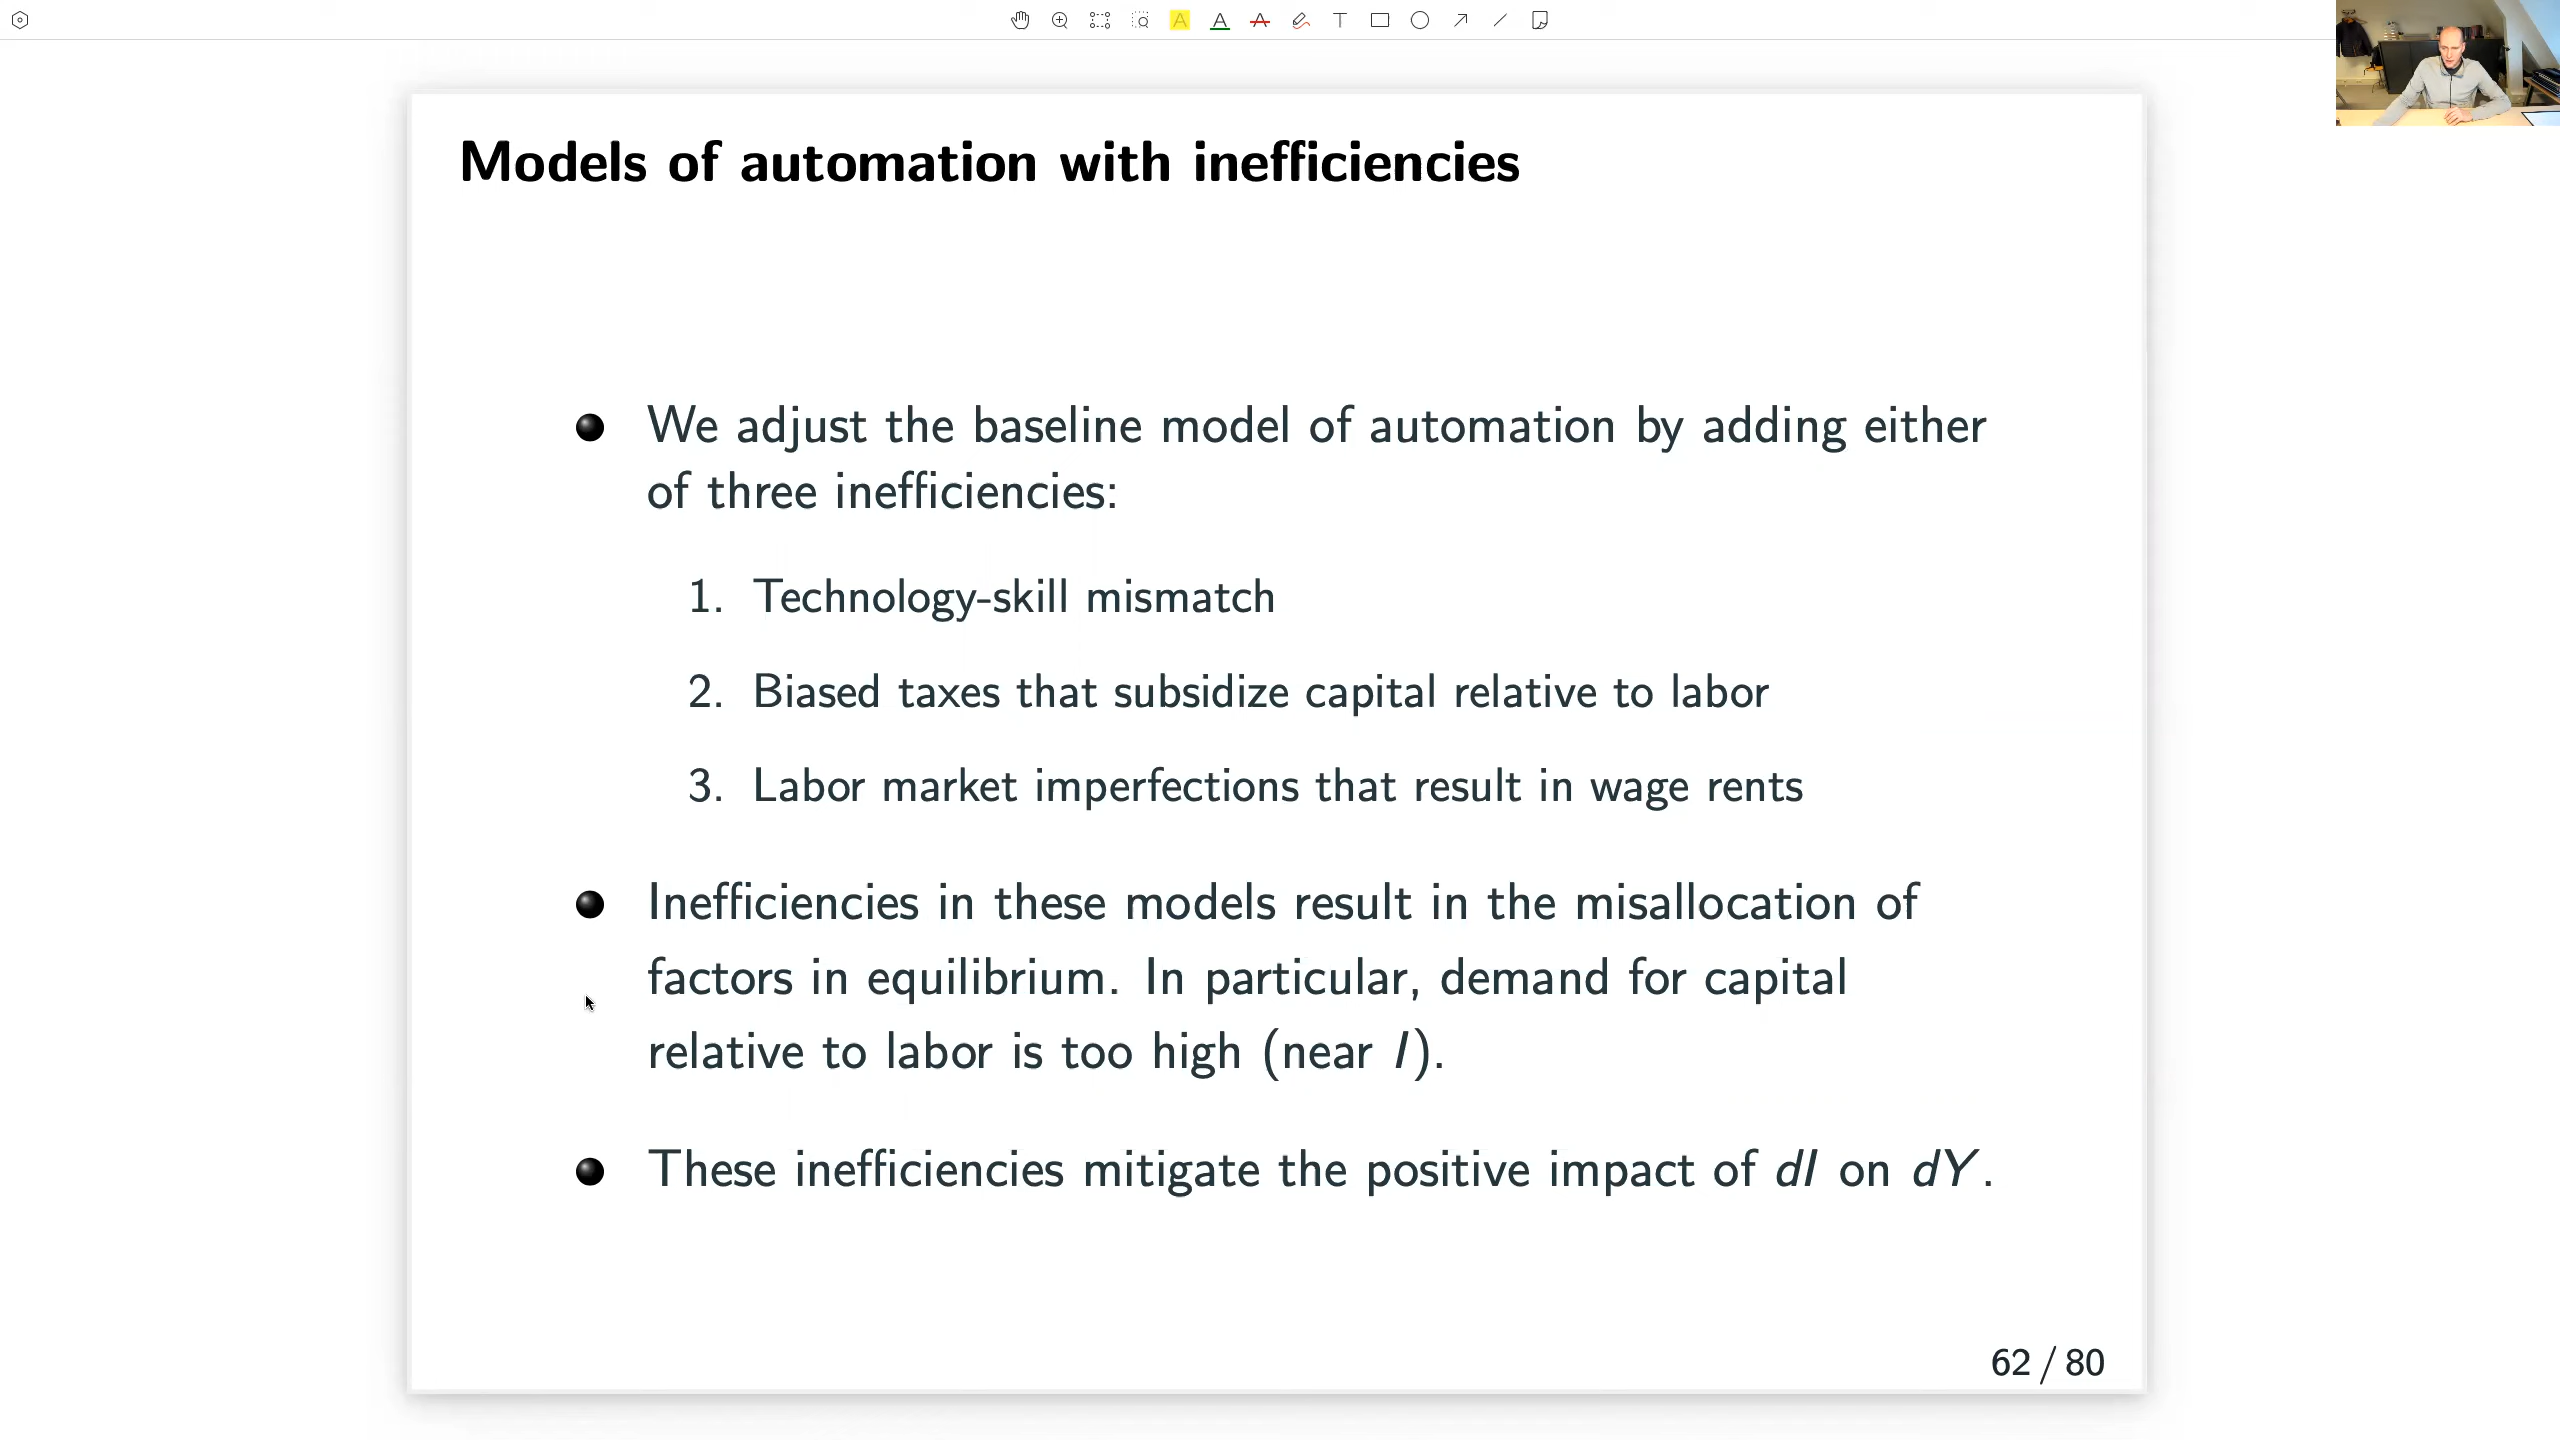 Models of automation with inefficiencies
We adjust the baseline model of automation by adding either
of three inefficiencies:
1. Technology-skill mismatch
2. Biased taxes that subsidize capital relative to labor
3. Labor market imperfections that result in wage rents
Inefficiencies in these models result in the misallocation of
factors in equilibrium. In particular, demand for capital
relative to labor is too high (near I).
These inefficiencies mitigate the positive impact of dI on dY.
62 / 80